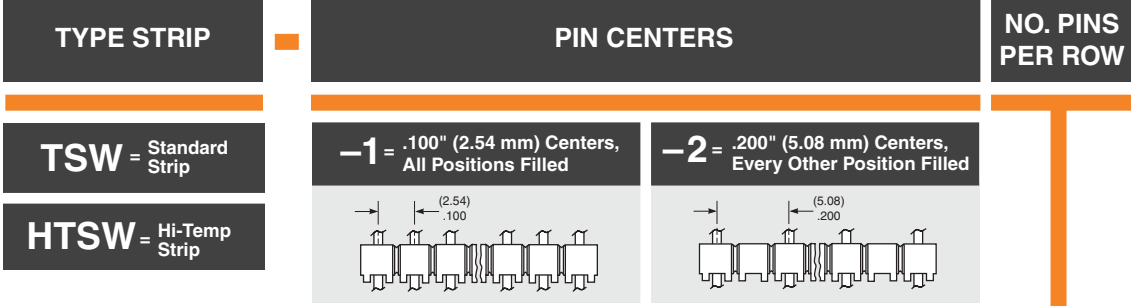 TYPE STRIP
-
PIN CENTERS
NO. PINS
PER ROW
TSW = Standard
Strip
HTSW = Hi-Temp
Strip
–1 = .100" (2.54 mm) Centers,
All Positions Filled
(2.54)
.100
–2 = .200" (5.08 mm) Centers,
Every Other Position Filled
(5.08)
.200